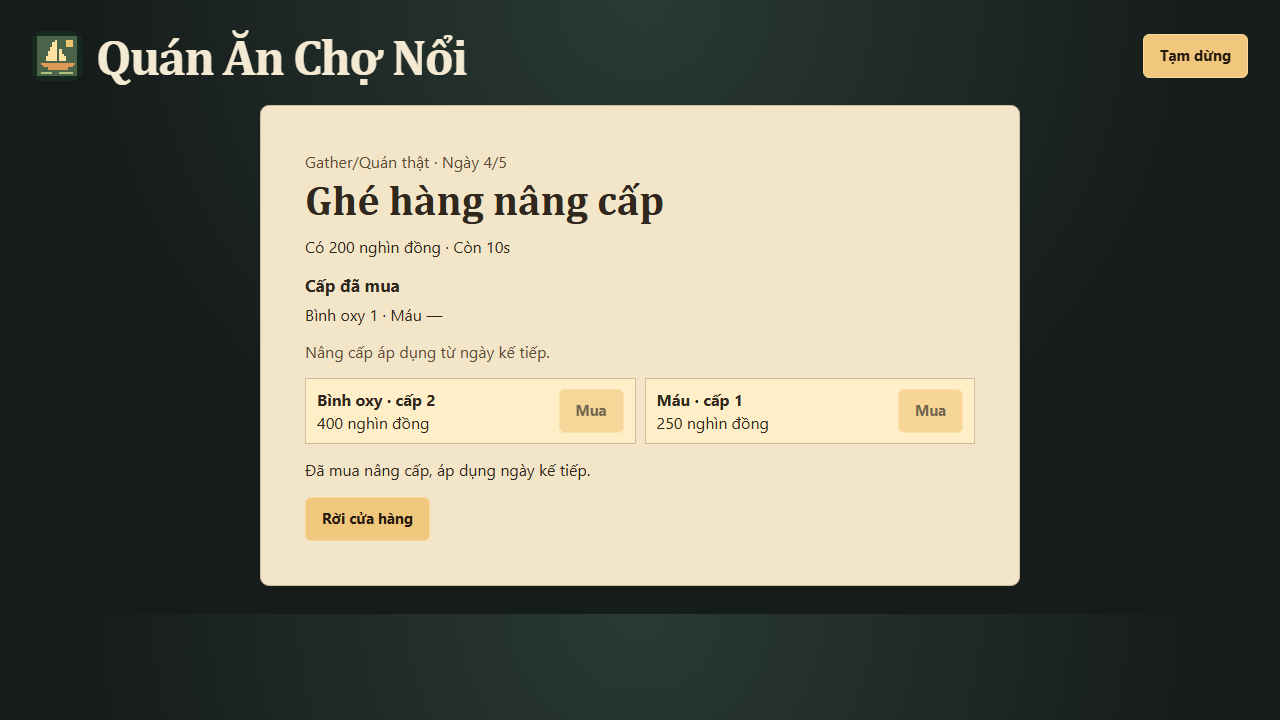 Quán Ăn Chợ Nổi
Tạm dừng
Gather/Quán thật · Ngày 4/5
Ghé hàng nâng cấp
Có 200 nghìn đồng · Còn 10s
Cấp đã mua
Bình oxy 1 · Máu —
Nâng cấp áp dụng từ ngày kế tiếp.
Bình oxy · cấp 2
400 nghìn đồng
Mua
Máu · cấp 1
250 nghìn đồng
Mua
Đã mua nâng cấp, áp dụng ngày kế tiếp.
Rời cửa hàng